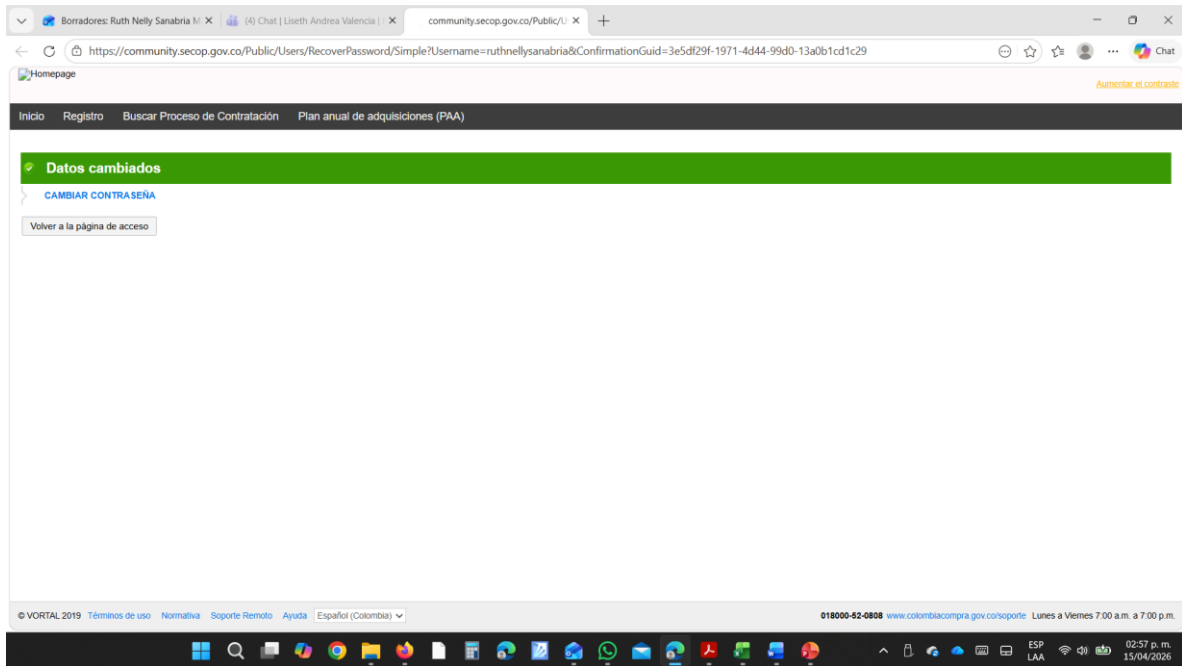 Borradores: Ruth Nelly Sanabria M
(4) Chat | Liseth Andrea Valencia |
community.secop.gov.co/Public/U
https://community.secop.gov.co/Public/Users/RecoverPassword/Simple?Username=ruthnellysanabria&ConfirmationGuid=3e5df29f-1971-4d44-99d0-13a0b1cd1c29
Chat
Homepage
Aumentar el contraste
Inicio Registro Buscar Proceso de Contratación Plan anual de adquisiciones (PAA)
Datos cambiados
CAMBIAR CONTRASEÑA
Volver a la página de acceso
© VORTAL 2019 Términos de uso Normativa Soporte Remoto Ayuda Español (Colombia) 018000-52-0808 www.colombiacompra.gov.co/soporte Lunes a Viernes 7:00 a.m. a 7:00 p.m.
ESP 02:57 p. m.
LAA 15/04/2026